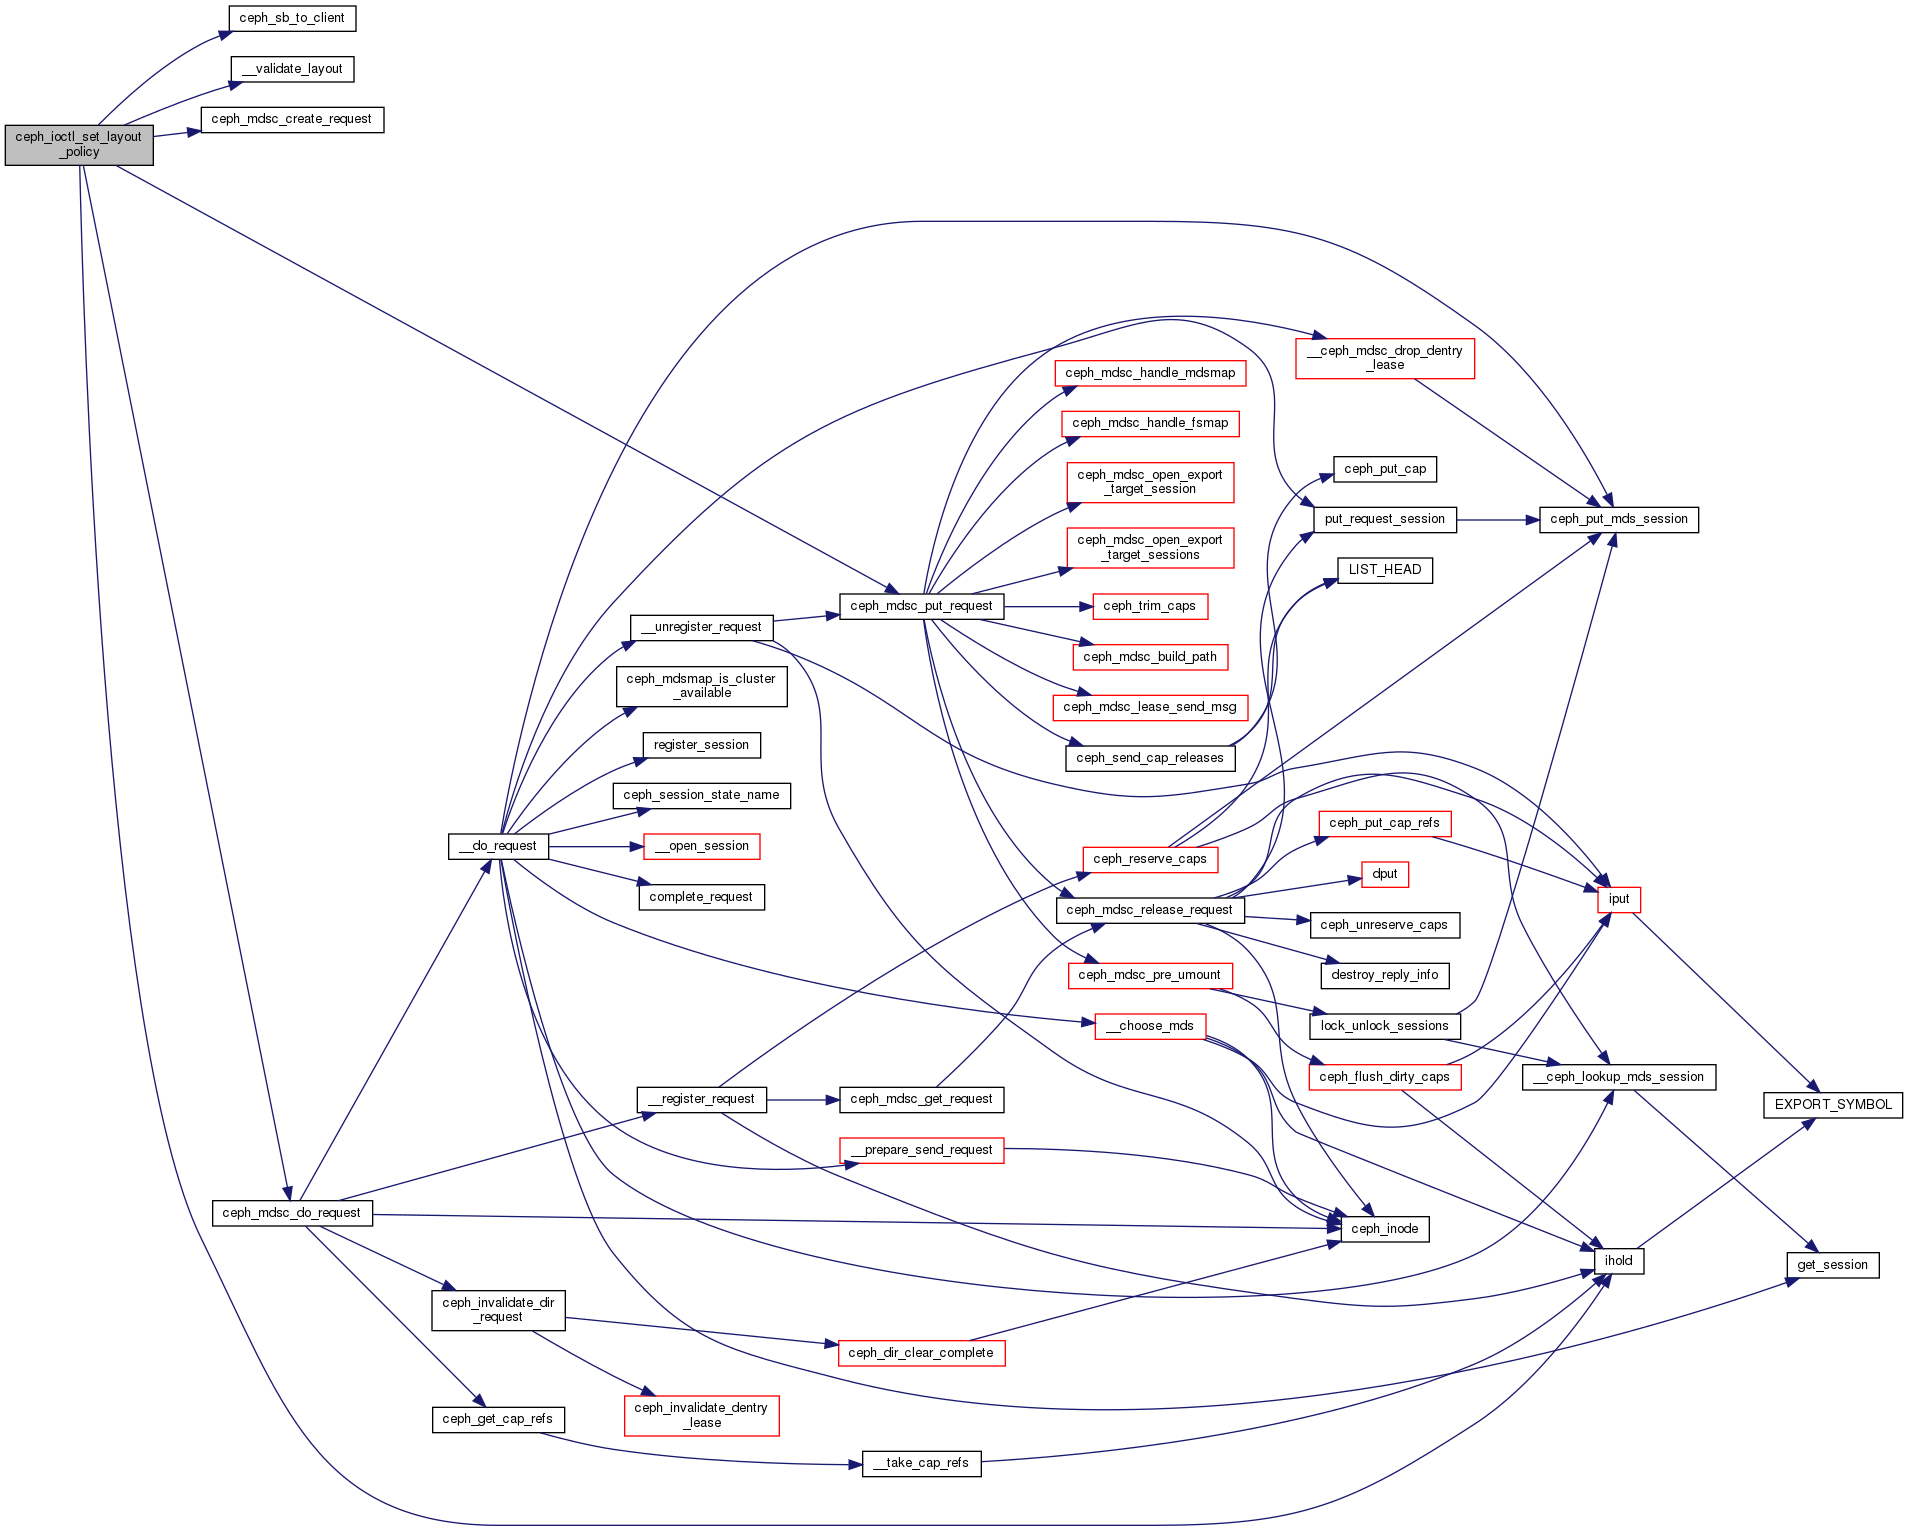 ceph_sb_to_client
__validate_layout
ceph_mdsc_create_request
ceph_ioctl_set_layout
_policy
__ceph_mdsc_drop_dentry
_lease
ceph_mdsc_handle_mdsmap
ceph_mdsc_handle_fsmap
ceph_put_cap
ceph_mdsc_open_export
_target_session
put_request_session
ceph_put_mds_session
ceph_mdsc_open_export
_target_sessions
LIST_HEAD
ceph_mdsc_put_request
ceph_trim_caps
__unregister_request
ceph_mdsc_build_path
ceph_mdsmap_is_cluster
_available
ceph_mdsc_lease_send_msg
register_session
ceph_send_cap_releases
ceph_session_state_name
ceph_put_cap_refs
__do_request
__open_session
ceph_reserve_caps
dput
complete_request
iput
ceph_mdsc_release_request
ceph_unreserve_caps
ceph_mdsc_pre_umount
destroy_reply_info
__choose_mds
lock_unlock_sessions
ceph_flush_dirty_caps
__ceph_lookup_mds_session
__register_request
ceph_mdsc_get_request
EXPORT_SYMBOL
__prepare_send_request
ceph_mdsc_do_request
ceph_inode
ihold
get_session
ceph_invalidate_dir
_request
ceph_dir_clear_complete
ceph_invalidate_dentry
_lease
ceph_get_cap_refs
__take_cap_refs